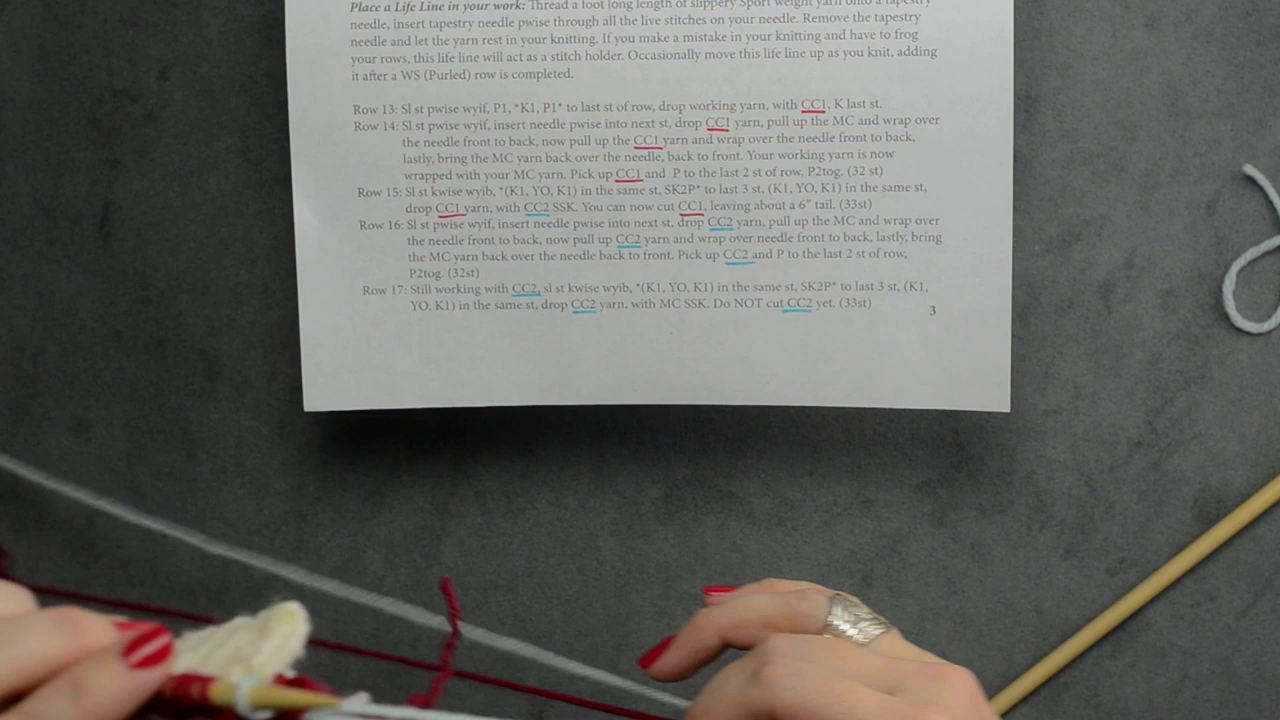 Place a Life Line in your work: Thread a foot long length of slippery Sport weight yarn onto a tapestry
needle, insert tapestry needle pwise through all the live stitches on your needle. Remove the tapestry
needle and let the yarn rest in your knitting. If you make a mistake in your knitting and have to frog
your rows, this life line will act as a stitch holder. Occasionally move this life line up as you knit, adding
it after a WS (Purled) row is completed.
Row 13: Sl st pwise wyif, P1, *K1, P1* to last st of row, drop working yarn, with CC1, K last st.
Row 14: Sl st pwise wyif, insert needle pwise into next st, drop CC1 yarn, pull up the MC and wrap over
the needle front to back, now pull up the CC1 yarn and wrap over the needle front to back,
lastly, bring the MC yarn back over the needle, back to front. Your working yarn is now
wrapped with your MC yarn. Pick up CC1 and P to the last 2 st of row, P2tog. (32 st)
Row 15: Sl st kwise wyib, *(K1, YO, K1) in the same st, SK2P* to last 3 st, (K1, YO, K1) in the same st,
drop CC1 yarn, with CC2 SSK. You can now cut CC1, leaving about a 6" tail. (33st)
Row 16: Sl st pwise wyif, insert needle pwise into next st, drop CC2 yarn, pull up the MC and wrap over
the needle front to back, now pull up CC2 yarn and wrap over needle front to back, lastly, bring
the MC yarn back over the needle back to front. Pick up CC2 and P to the last 2 st of row,
P2tog. (32st)
Row 17: Still working with CC2, sl st kwise wyib, *(K1, YO, K1) in the same st, SK2P* to last 3 st, (K1,
YO, K1) in the same st, drop CC2 yarn, with MC SSK. Do NOT cut CC2 yet. (33st)
3